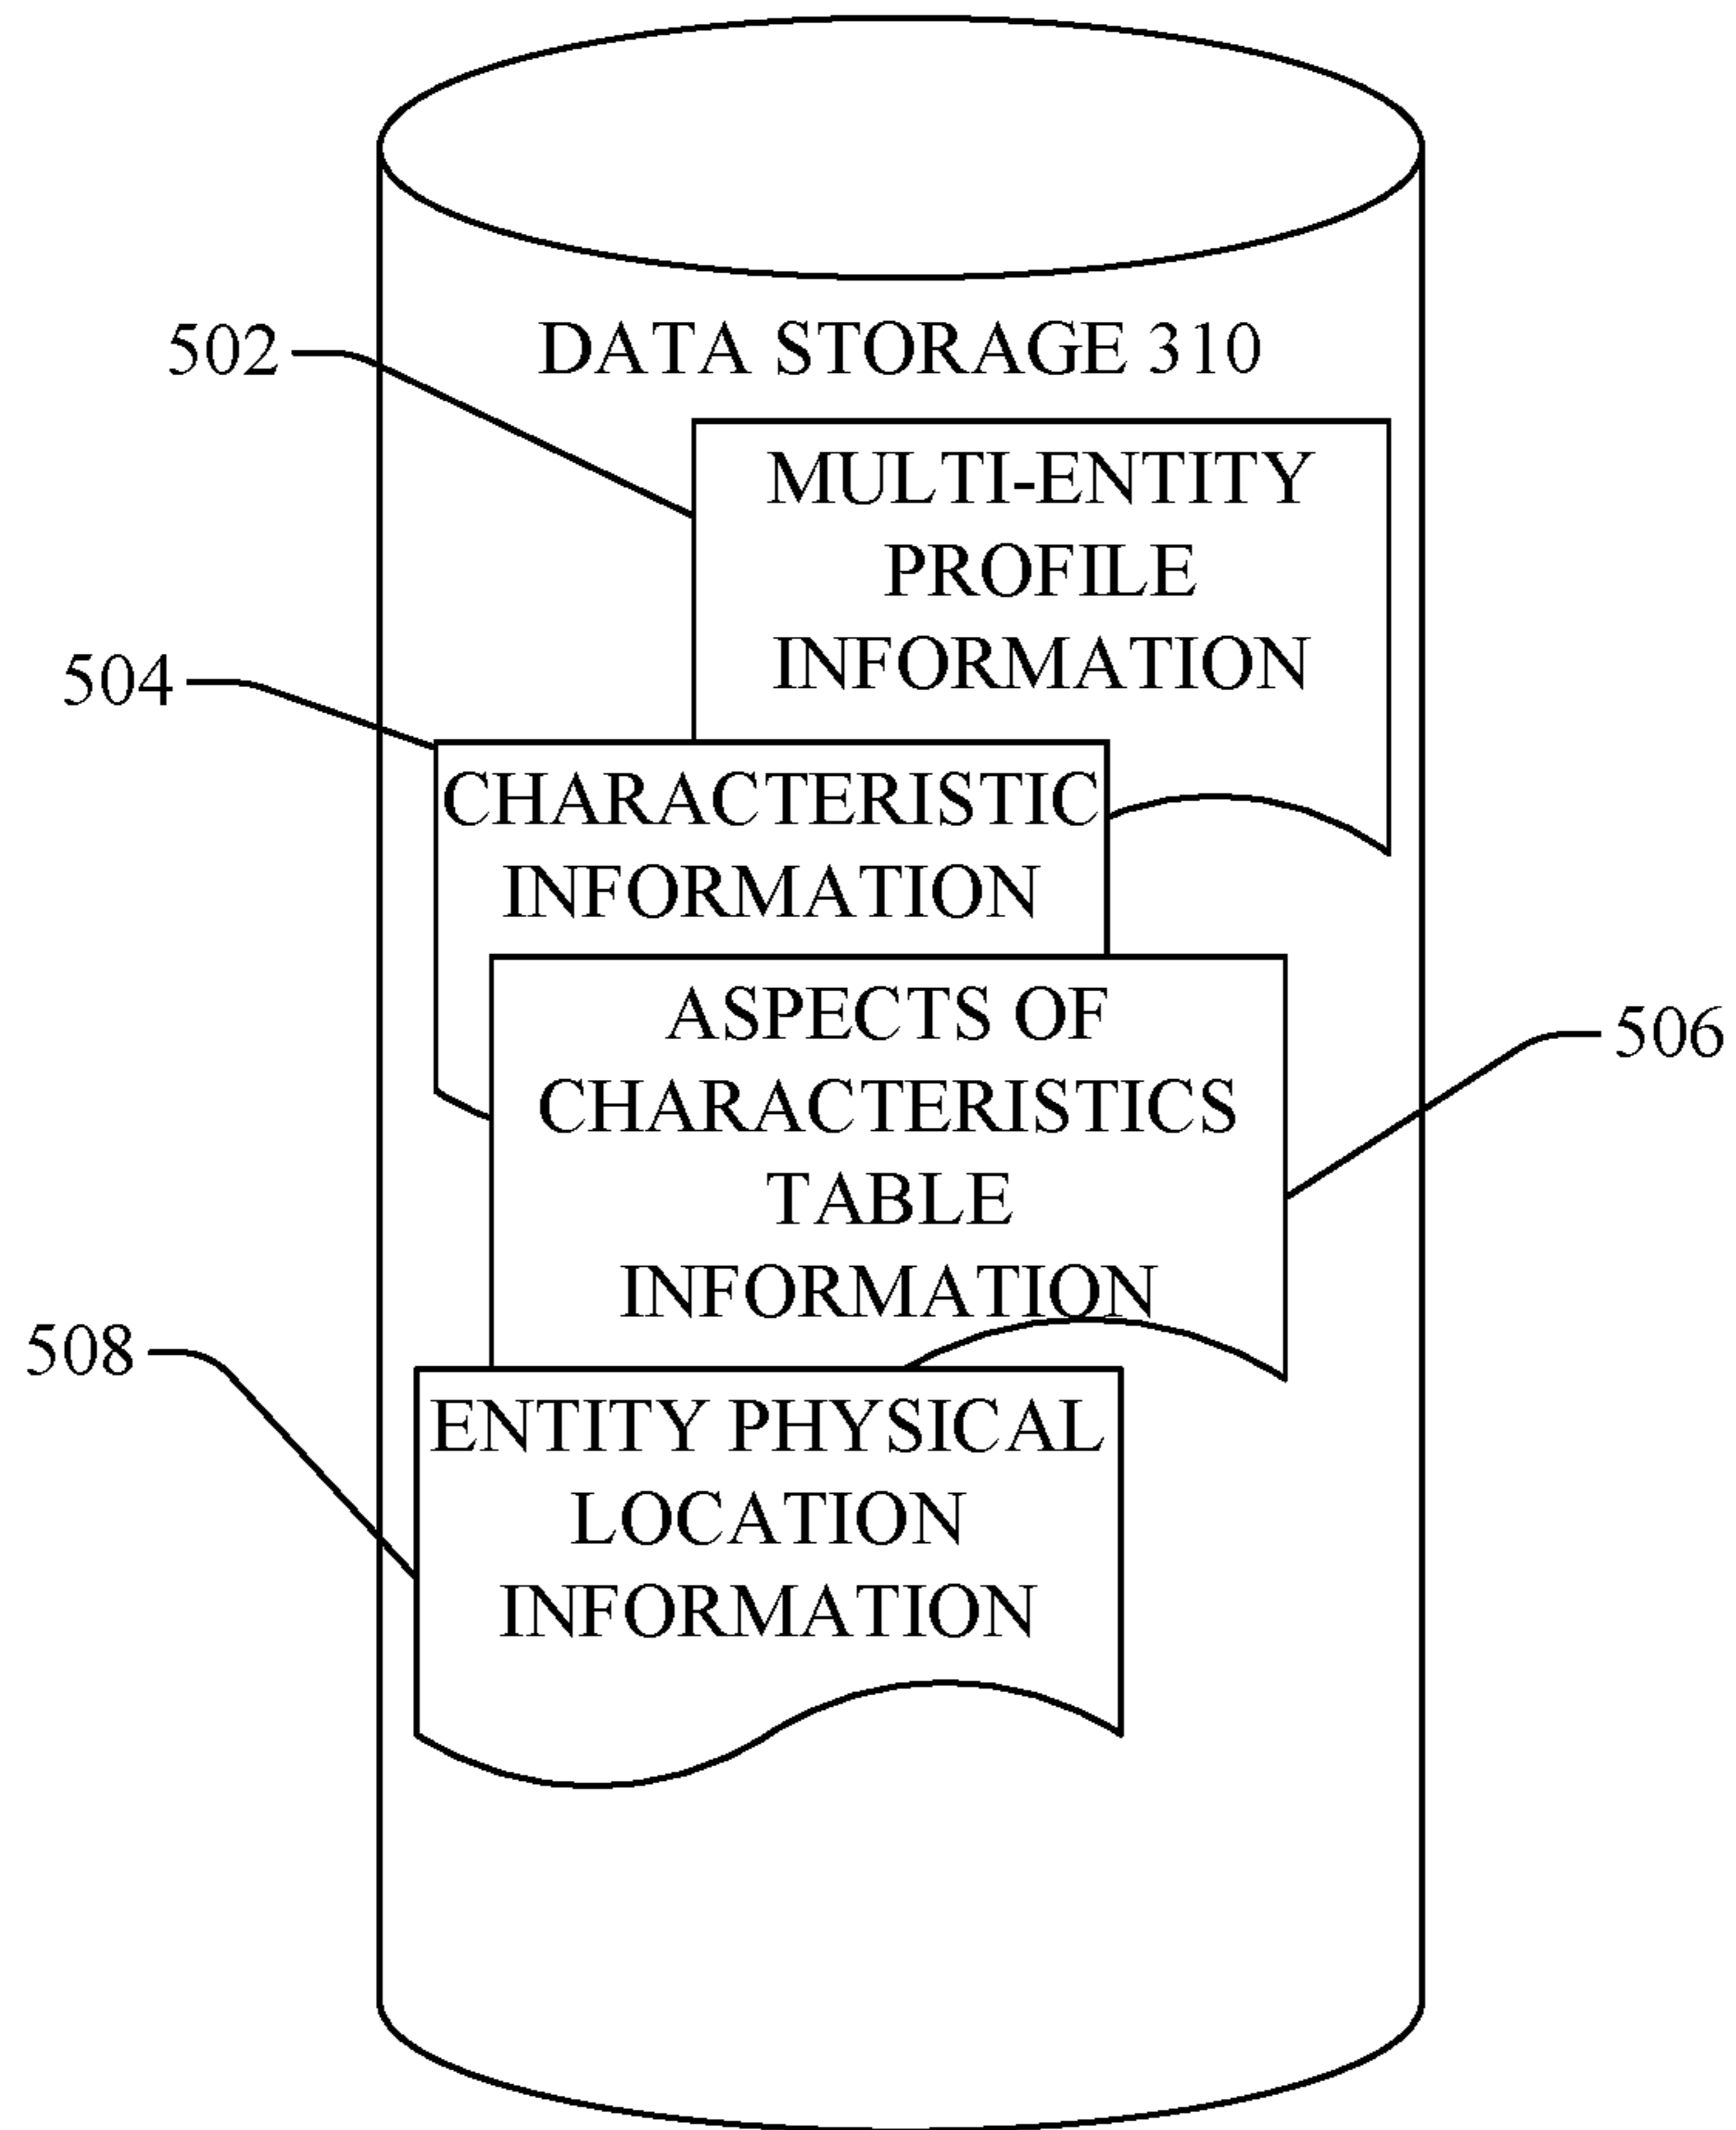 502
DATA STORAGE 310
MULTI-ENTITY
PROFILE
INFORMATION
504
CHARACTERISTIC
INFORMATION
ASPECTS OF
CHARACTERISTICS
TABLE
INFORMATION
506
508
ENTITY PHYSICAL
LOCATION
INFORMATION